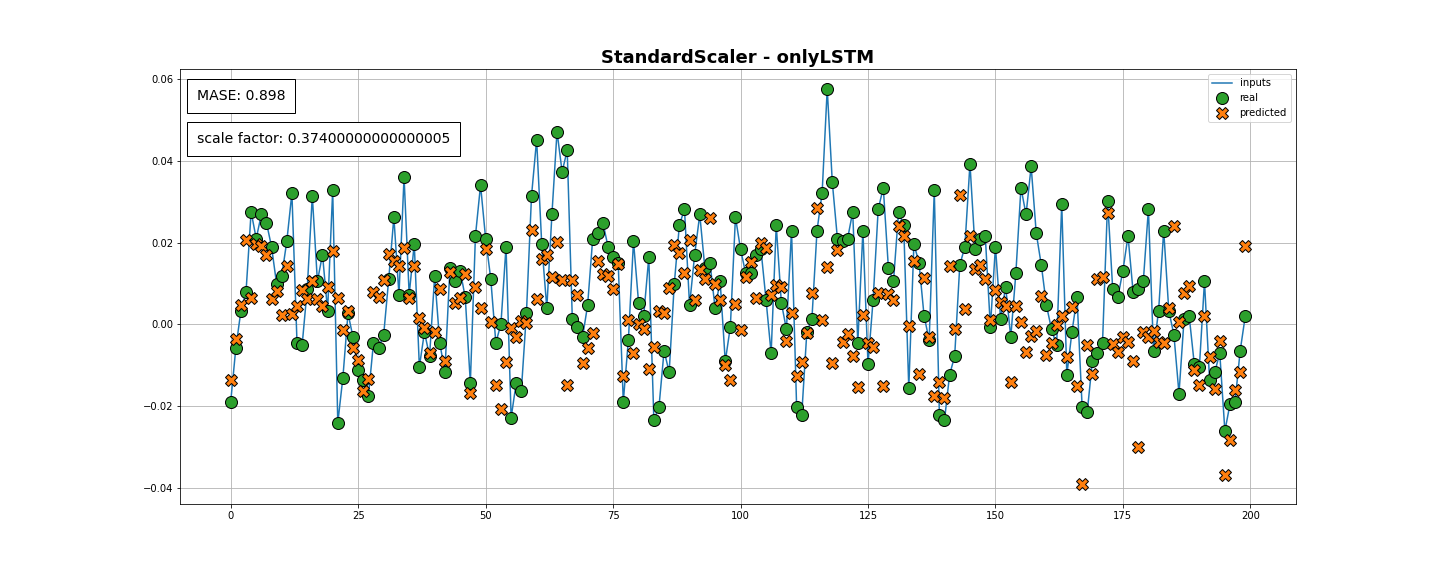 StandardScaler - onlyLSTM
MASE: 0.898
scale factor: 0.37400000000000005
inputs
real
predicted
0.06
0.04
0.02
0.00
−0.02
−0.04
0 25 50 75 100 125 150 175 200